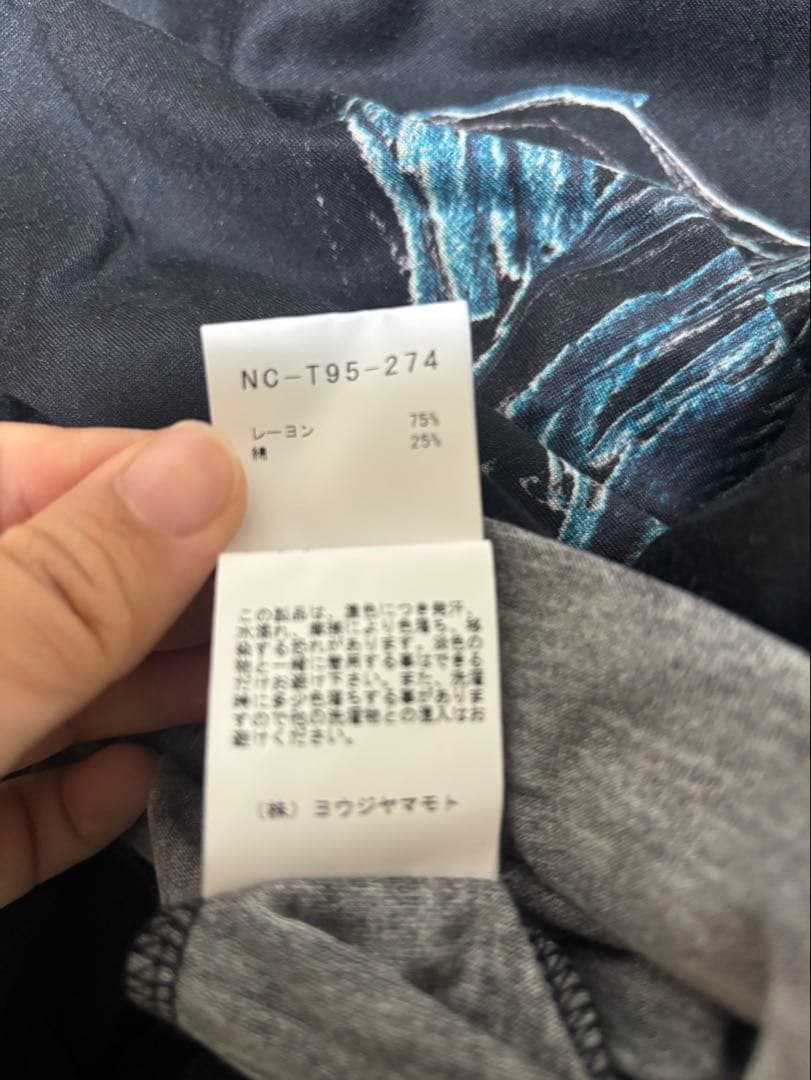 NC-T95-274
レーヨン 75%
綿 25%
この製品は、濃色につき発汗、
水濡れ、摩擦により色落ち、移
染する恐れがあります。淡色の
物と一緒に着用する事はできる
だけお避け下さい。また、洗濯
時に多少色落ちする事がありま
すので他の洗濯物との混入はお
避けください。
(株) ヨウジヤマモト